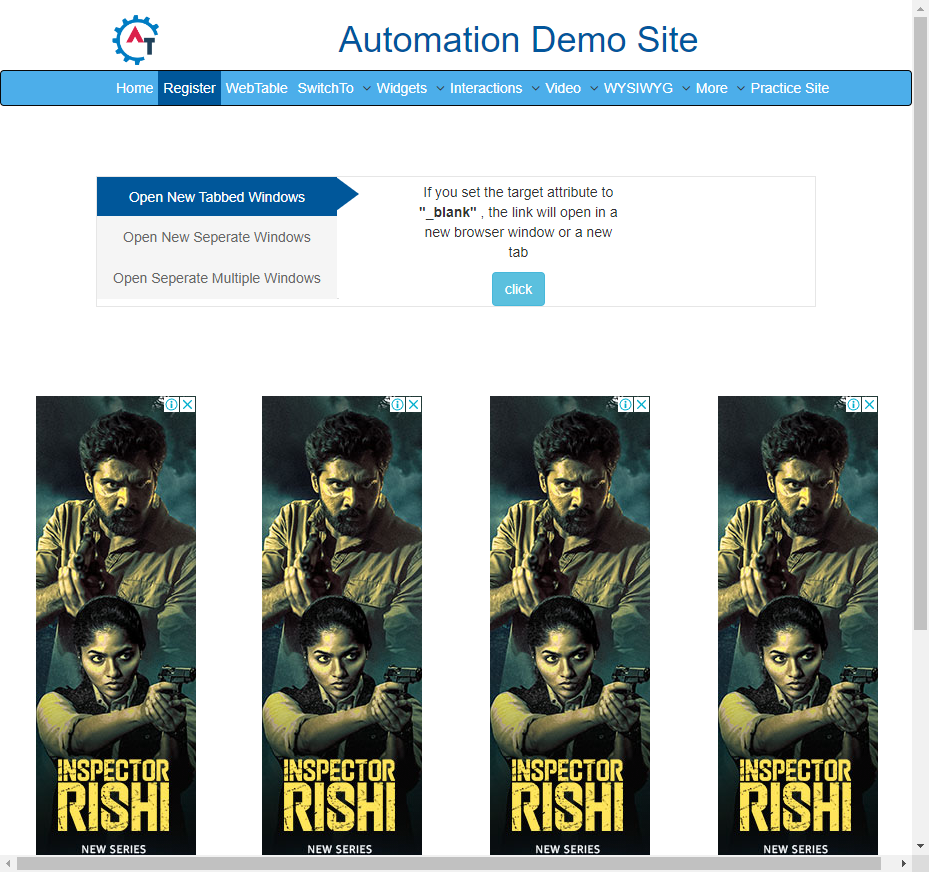 AT
Automation Demo Site
Home Register WebTable SwitchTo Widgets Interactions Video WYSIWYG More Practice Site
Open New Tabbed Windows
Open New Seperate Windows
Open Seperate Multiple Windows
If you set the target attribute to
"_blank" , the link will open in a
new browser window or a new
tab
click
INSPECTOR
RISHI
NEW SERIES
INSPECTOR
RISHI
NEW SERIES
INSPECTOR
RISHI
NEW SERIES
INSPECTOR
RISHI
NEW SERIES